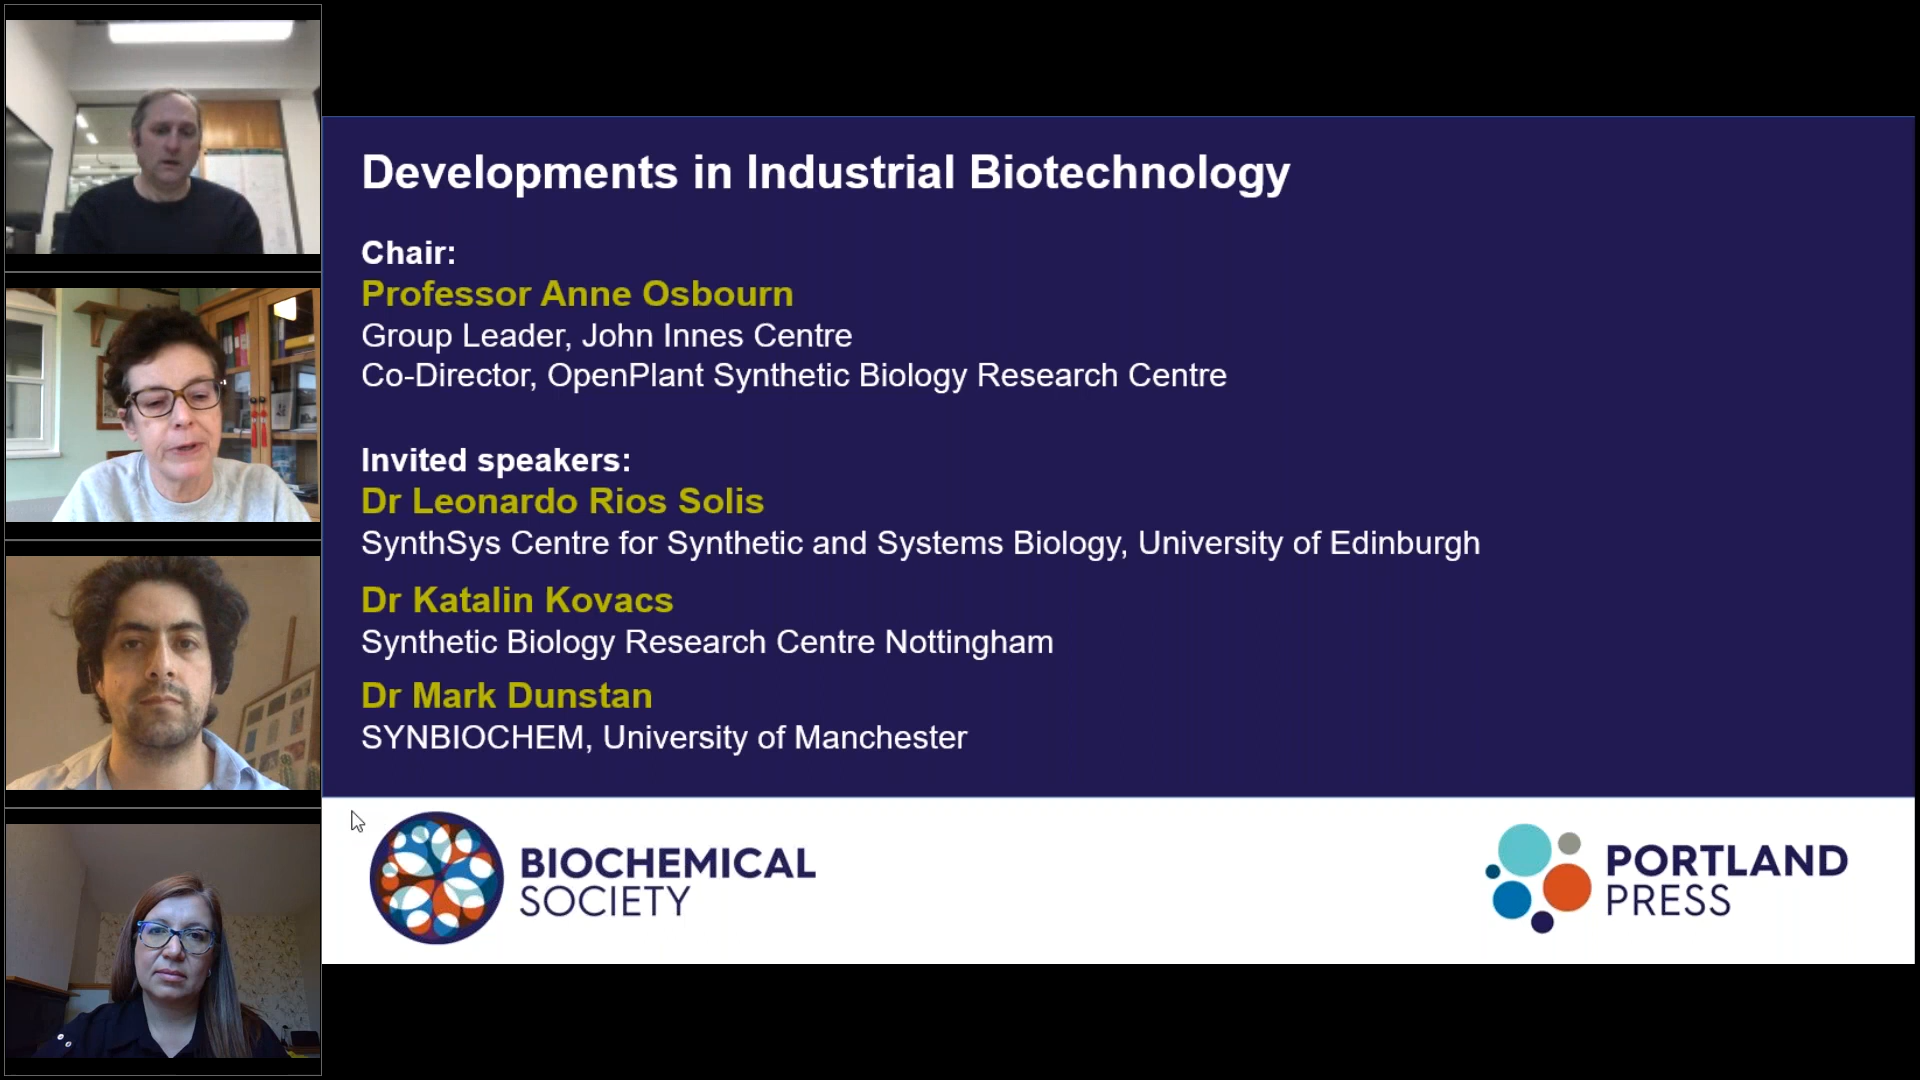 Developments in Industrial Biotechnology
Chair:
Professor Anne Osbourn
Group Leader, John Innes Centre
Co-Director, OpenPlant Synthetic Biology Research Centre
Invited speakers:
Dr Leonardo Rios Solis
SynthSys Centre for Synthetic and Systems Biology, University of Edinburgh
Dr Katalin Kovacs
Synthetic Biology Research Centre Nottingham
Dr Mark Dunstan
SYNBIOCHEM, University of Manchester
BIOCHEMICAL
SOCIETY
PORTLAND
PRESS